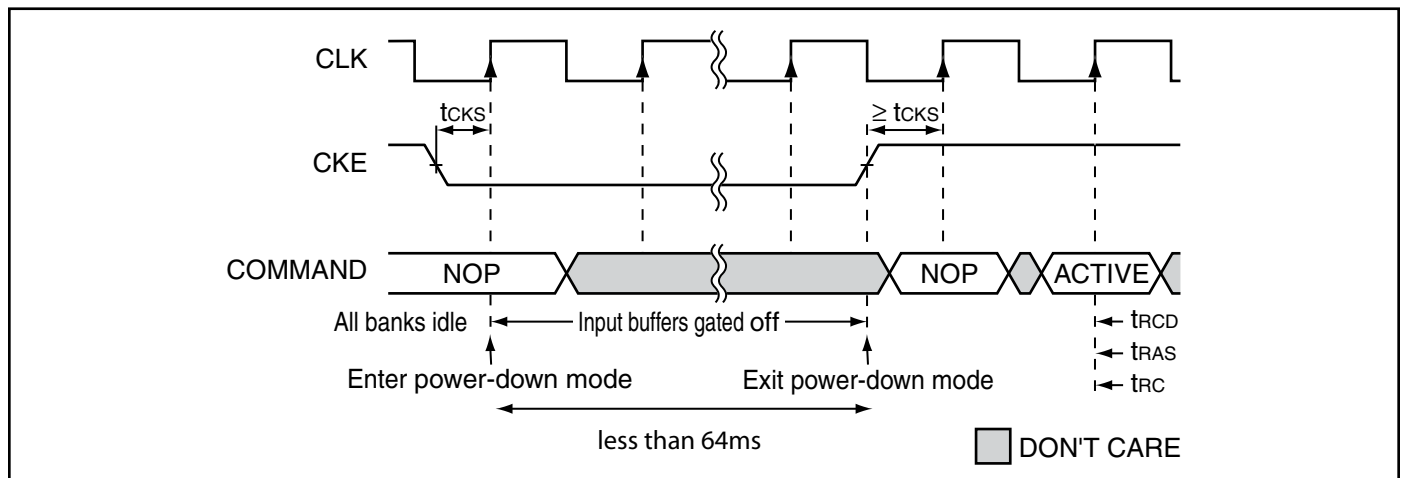 CLK
tCKS
≥ tCKS
CKE
COMMAND
NOP
NOP
ACTIVE
All banks idle
Input buffers gated off
tRCD
tRAS
Enter power-down mode
Exit power-down mode
tRC
less than 64ms
DON'T CARE